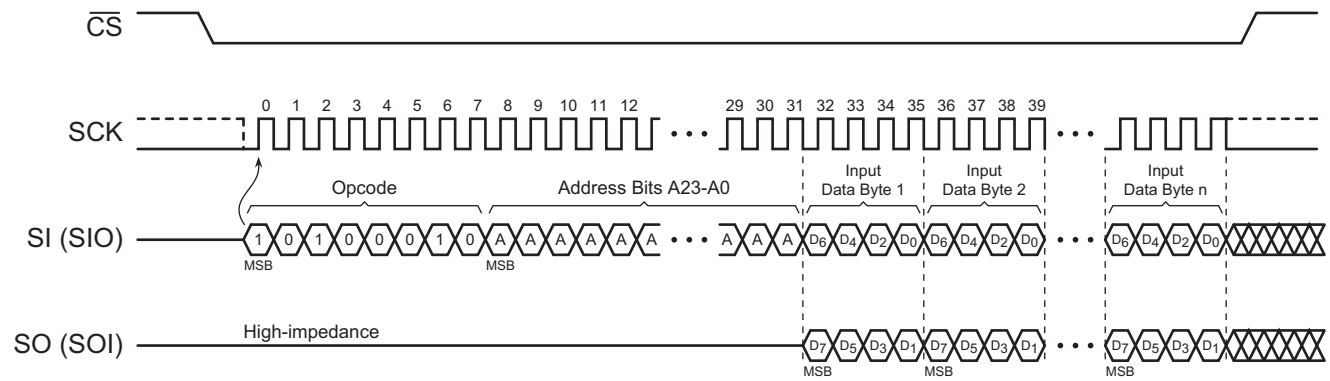 CS
0 1 2 3 4 5 6 7 8 9 10 11 12 29 30 31 32 33 34 35 36 37 38 39
SCK • • • • • •
Opcode Address Bits A23-A0 Input Data Byte 1 Input Data Byte 2 Input Data Byte n
SI (SIO) 1 0 1 0 0 0 1 0 A A A A A A • • • A A A D6 D4 D2 D0 D6 D4 D2 D0 • • • D6 D4 D2 D0
MSB MSB
High-impedance
SO (SOI) D7 D5 D3 D1 D7 D5 D3 D1 • • • D7 D5 D3 D1
MSB MSB MSB